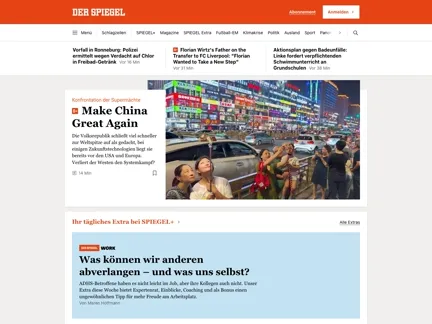 DER SPIEGEL
Abonnement
Anmelden
Menü Schlagzeilen SPIEGEL+ Magazine SPIEGEL Extra Fußball-EM Klimakrise Politik Ausland Sport
Vorfall in Ronneburg: Polizei
ermittelt wegen Verdacht auf Chlor
in Freibad-Getränk Vor 16 Min
Florian Wirtz's Father on the
Transfer to FC Liverpool: "Florian
Wanted to Take a New Step"
Vor 21 Min
Aktionsplan gegen Badeunfälle:
Linke fordert verpflichtenden
Schwimmunterricht an
Grundschulen Vor 38 Min
Konfrontation der Supermächte
Make China
Great Again
Die Volksrepublik schließt viel schneller
zur Weltspitze auf als gedacht, bei
einigen Zukunftstechnologien liegt sie
bereits vor den USA und Europa.
Verliert der Westen den Systemkampf?
14 Min
Ihr tägliches Extra bei SPIEGEL+
Alle Extras
DER SPIEGEL WORK
Was können wir anderen
abverlangen – und was uns selbst?
ADHS-Betroffene haben es nicht leicht im Job, aber ihre Kollegen auch nicht. Unser
Extra diese Woche bietet Expertenrat, Einblicke, Coaching und als Bonus einen
ungewöhnlichen Tipp für mehr Freude am Arbeitsplatz.